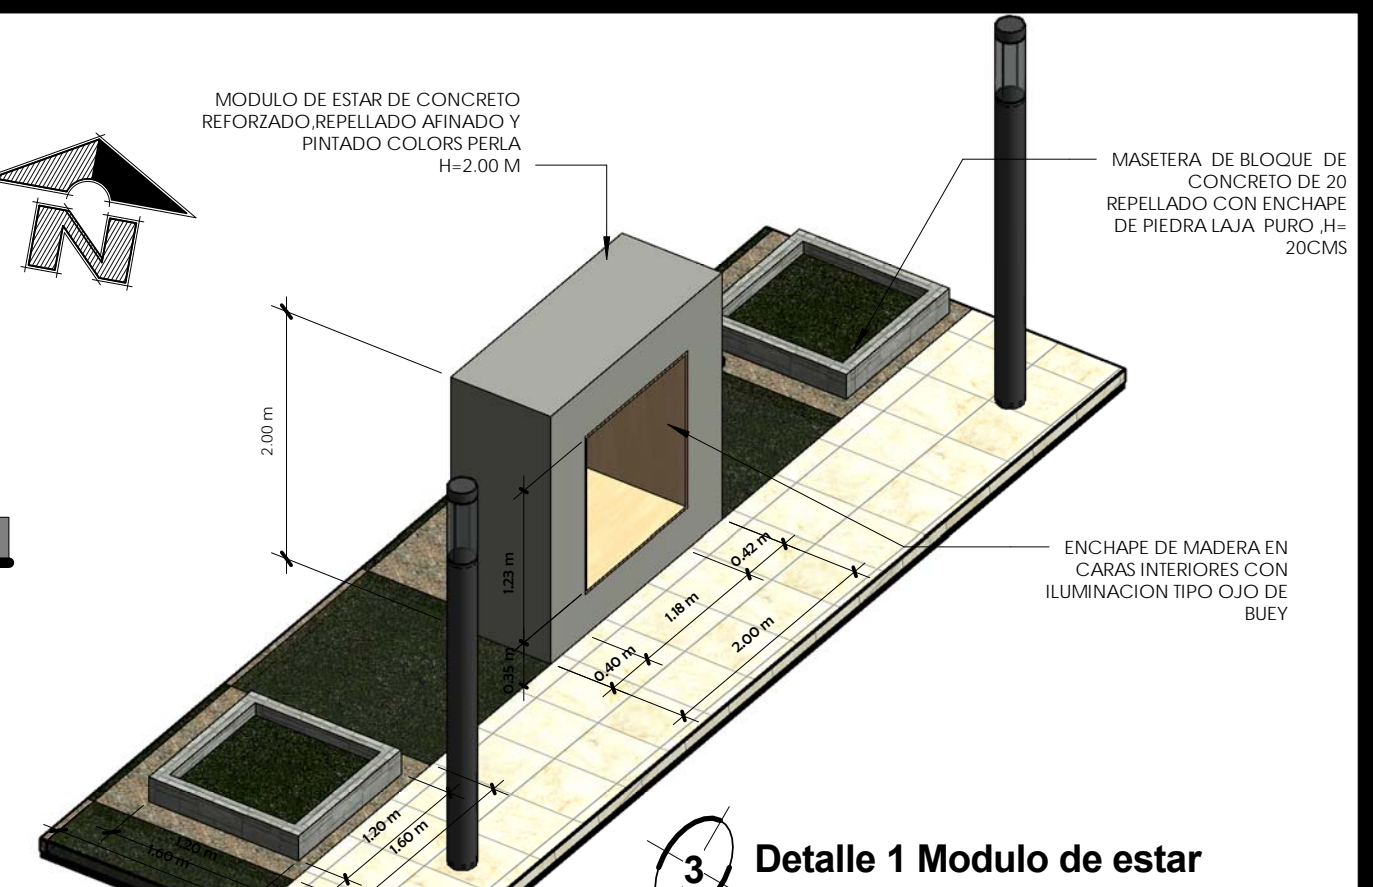 MODULO DE ESTAR DE CONCRETO
REFORZADO,REPELLADO AFINADO Y
PINTADO COLORS PERLA
H=2.00 M
MASETERA DE BLOQUE DE
CONCRETO DE 20
REPELLADO CON ENCHAPE
DE PIEDRA LAJA PURO ,H=
20CMS
N
2.00 m
1.23 m
0.35 m
0.42 m
1.18 m
0.40 m
2.00 m
ENCHAPE DE MADERA EN
CARAS INTERIORES CON
ILUMINACION TIPO OJO DE
BUEY
1.20 m
1.60 m
1.20 m
1.60 m
3
Detalle 1 Modulo de estar